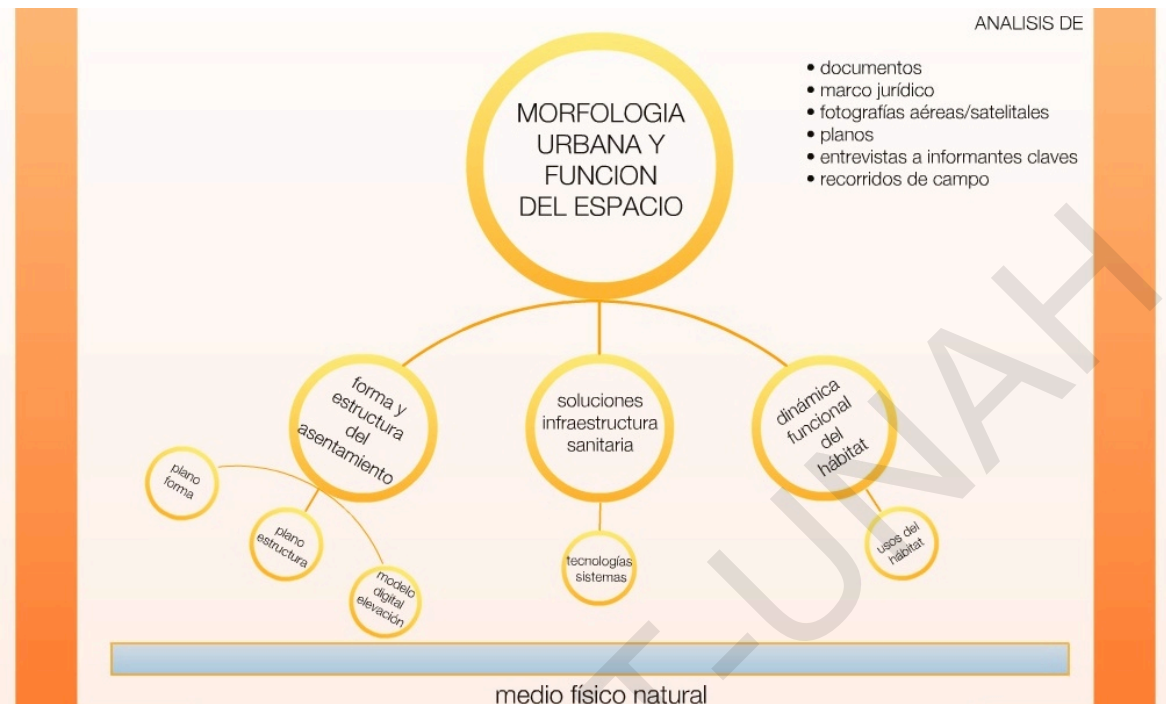 ANALISIS DE
• documentos
• marco jurídico
• fotografías aéreas/satelitales
• planos
• entrevistas a informantes claves
• recorridos de campo
MORFOLOGIA
URBANA Y
FUNCION
DEL ESPACIO
forma y
estructura
del
asentamiento
soluciones
infraestructura
sanitaria
dinámica
funcional
del
hábitat
plano
forma
plano
estructura
modelo
digital
elevación
tecnologías
sistemas
usos del
hábitat
medio físico natural
T-UNAH